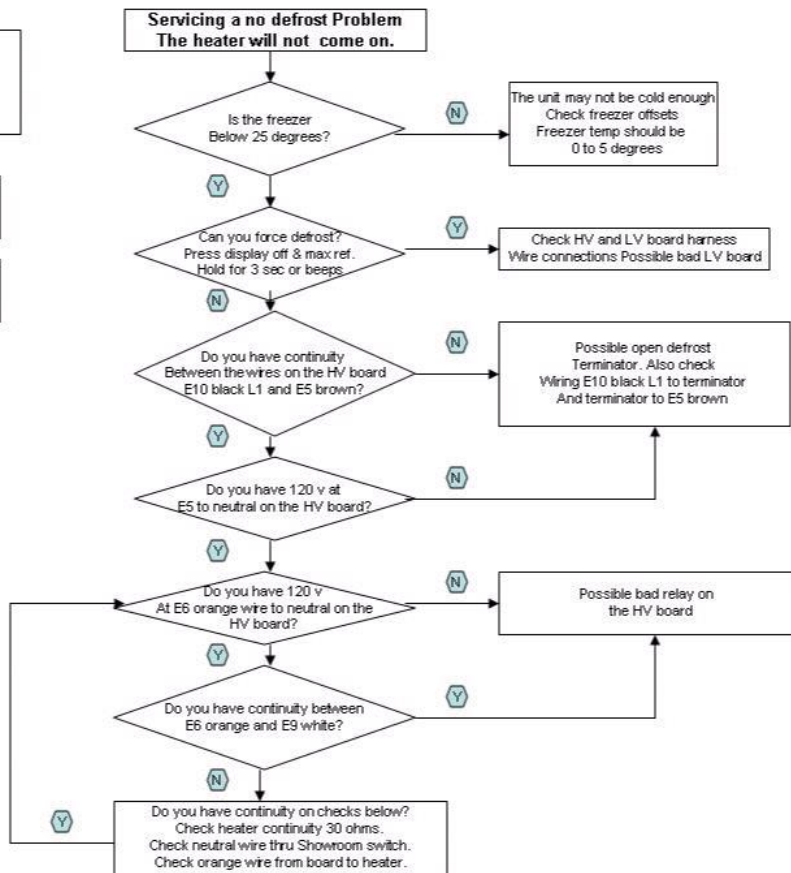 Servicing a no defrost Problem
The heater will not come on.
Is the freezer
Below 25 degrees?
N
The unit may not be cold enough
Check freezer offsets
Freezer temp should be
0 to 5 degrees
Y
Can you force defrost?
Press display off & max ref.
Hold for 3 sec or beeps
Y
Check HV and LV board harness
Wire connections Possible bad LV board
N
Do you have continuity
Between the wires on the HV board
E10 black L1 and E5 brown?
N
Possible open defrost
Terminator. Also check
Wiring E10 black L1 to terminator
And terminator to E5 brown
Y
Do you have 120 v at
E5 to neutral on the HV board?
N
Y
Do you have 120 v
At E6 orange wire to neutral on the
HV board?
N
Possible bad relay on
the HV board
Y
Do you have continuity between
E6 orange and E9 white?
Y
N
Do you have continuity on checks below?
Check heater continuity 30 ohms.
Check neutral wire thru Showroom switch.
Check orange wire from board to heater.
Y